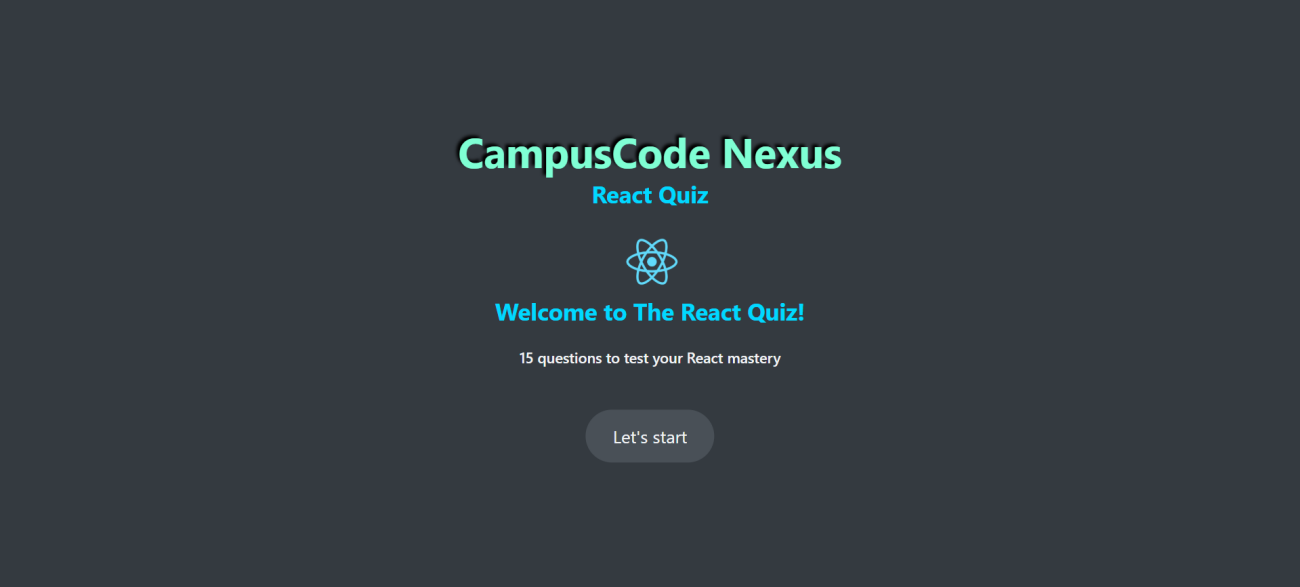 CampusCode Nexus
React Quiz
Welcome to The React Quiz!
15 questions to test your React mastery
Let's start